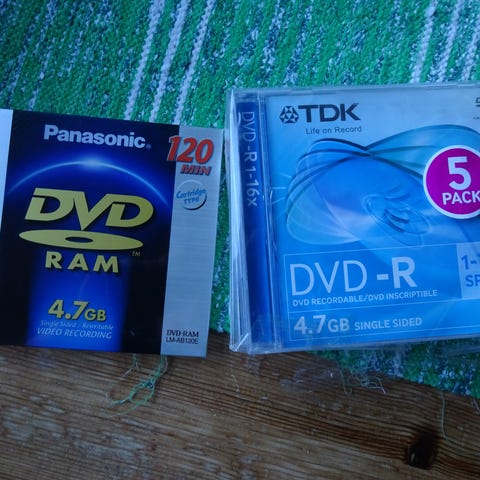 Panasonic
120
MIN
Cartridge
TYPE
DVD
TM
RAM
4.7GB
Single Sided / Rewritable
VIDEO RECORDING
DVD-RAM
LM-AB120E
DVD-R 1-16x
TDK
Life on Record
5
PACK
DVD-R
DVD RECORDABLE/DVD INSCRIPTIBLE
4.7GB SINGLE SIDED